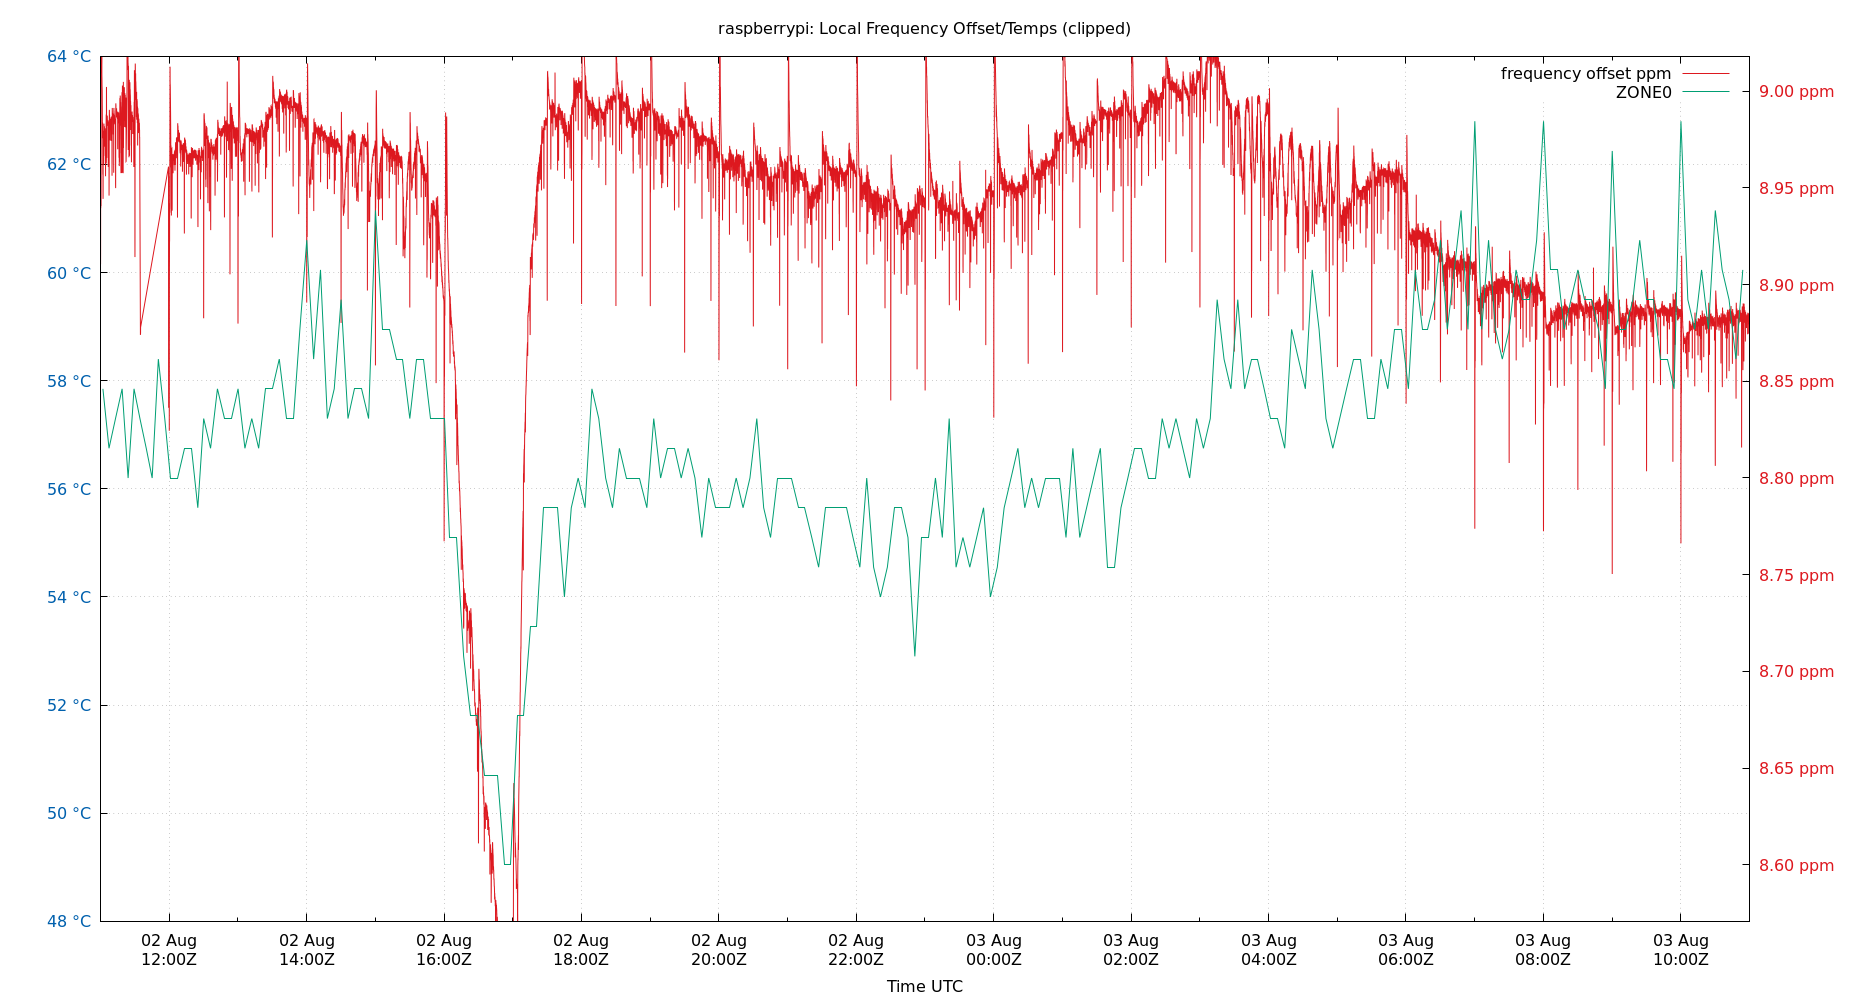 raspberrypi: Local Frequency Offset/Temps (clipped)
64 °C
62 °C
60 °C
58 °C
56 °C
54 °C
52 °C
50 °C
48 °C
frequency offset ppm
ZONE0
9.00 ppm
8.95 ppm
8.90 ppm
8.85 ppm
8.80 ppm
8.75 ppm
8.70 ppm
8.65 ppm
8.60 ppm
02 Aug 02 Aug 02 Aug 02 Aug 02 Aug 02 Aug 03 Aug 03 Aug 03 Aug 03 Aug 03 Aug 03 Aug
12:00Z 14:00Z 16:00Z 18:00Z 20:00Z 22:00Z 00:00Z 02:00Z 04:00Z 06:00Z 08:00Z 10:00Z
Time UTC